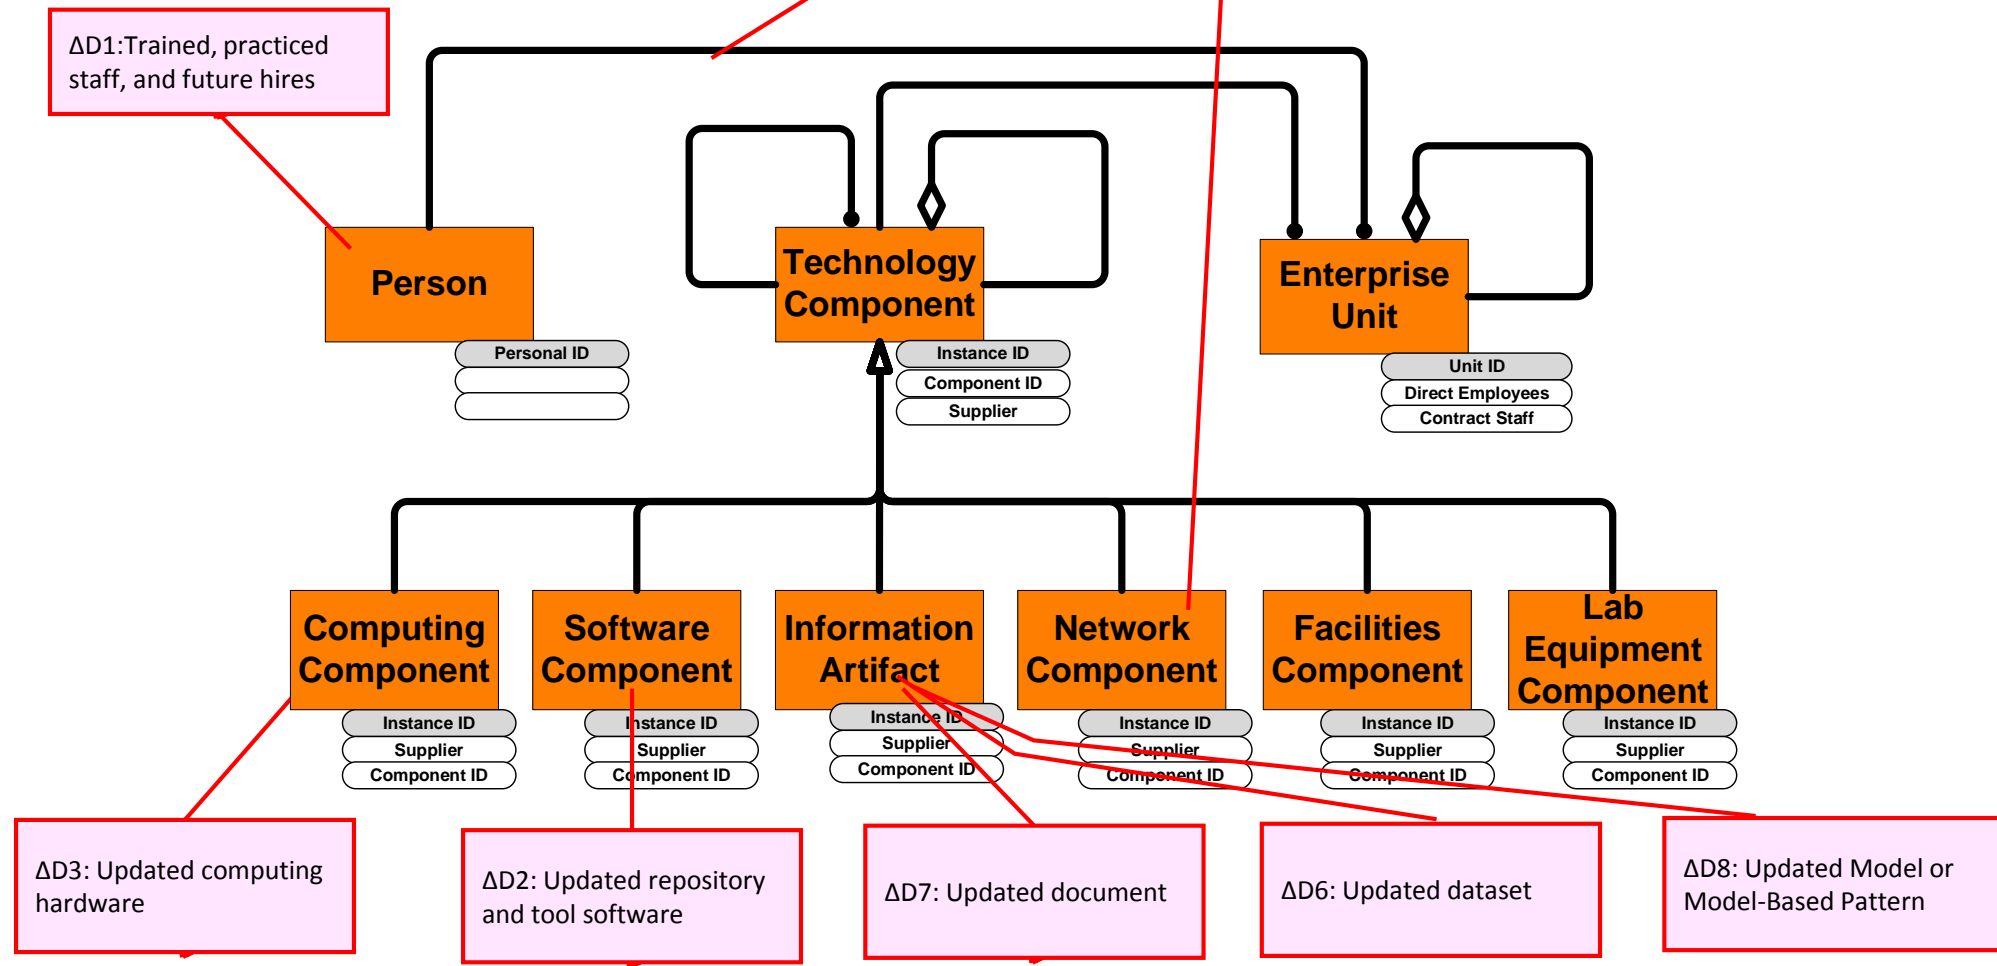 ΔD1:Trained, practiced
staff, and future hires
Person
Personal ID
Technology
Component
Instance ID
Component ID
Supplier
Enterprise
Unit
Unit ID
Direct Employees
Contract Staff
Computing
Component
Instance ID
Supplier
Component ID
Software
Component
Instance ID
Supplier
Component ID
Information
Artifact
Instance ID
Supplier
Component ID
Network
Component
Instance ID
Supplier
Component ID
Facilities
Component
Instance ID
Supplier
Component ID
Lab
Equipment
Component
Instance ID
Supplier
Component ID
ΔD3: Updated computing
hardware
ΔD2: Updated repository
and tool software
ΔD7: Updated document
ΔD6: Updated dataset
ΔD8: Updated Model or
Model-Based Pattern